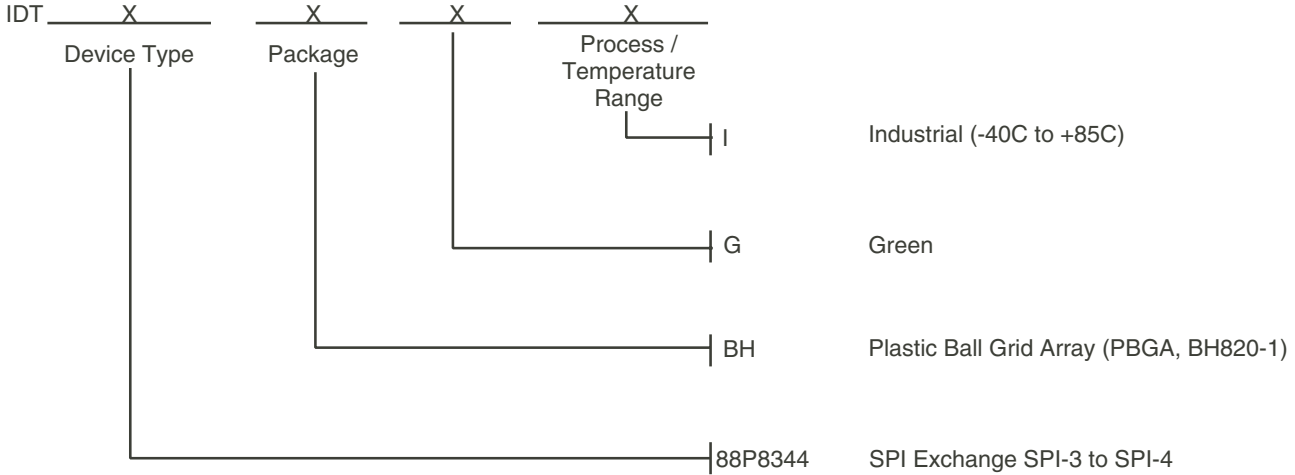 IDT X X X X
Device Type Package Process /
Temperature
Range
I Industrial (-40C to +85C)
G Green
BH Plastic Ball Grid Array (PBGA, BH820-1)
88P8344 SPI Exchange SPI-3 to SPI-4